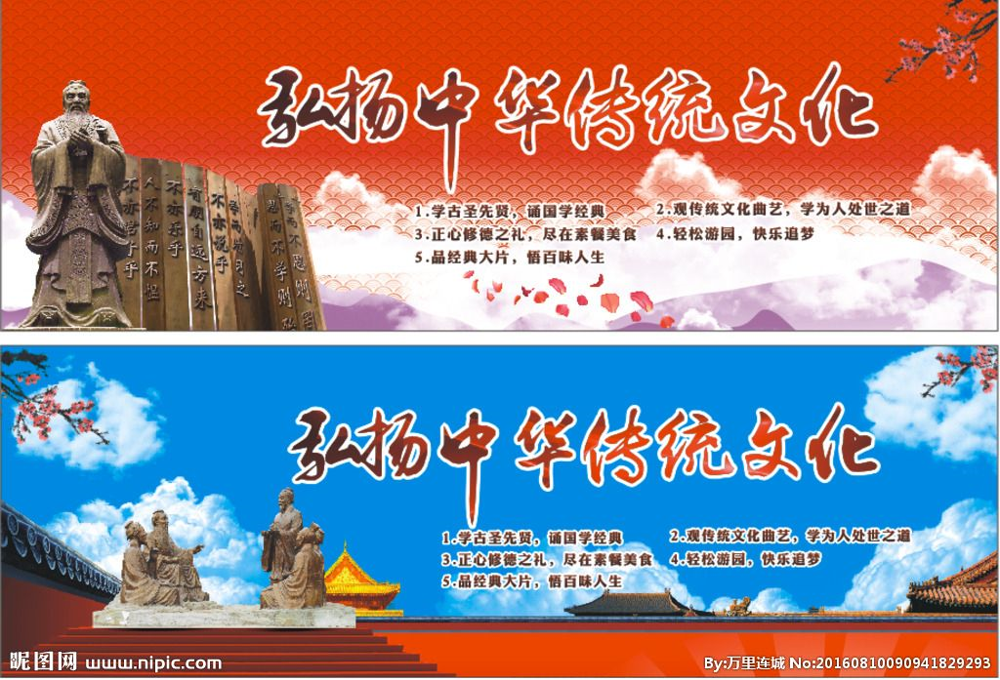 弘扬中华传统文化
1.学古圣先贤，诵国学经典 2.观传统文化曲艺，学为人处世之道
3.正心修德之礼，尽在素餐美食 4.轻松游园，快乐追梦
5.品经典大片，悟百味人生
不亦君子乎
人不知而不愠
不亦乐乎
有朋自远方来
不亦说乎
学而时习之
思而不学则
学而不思则罔
弘扬中华传统文化
1.学古圣先贤，诵国学经典 2.观传统文化曲艺，学为人处世之道
3.正心修德之礼，尽在素餐美食 4.轻松游园，快乐追梦
5.品经典大片，悟百味人生
昵图网 www.nipic.com
By:万里连城 No:20160810090941829293